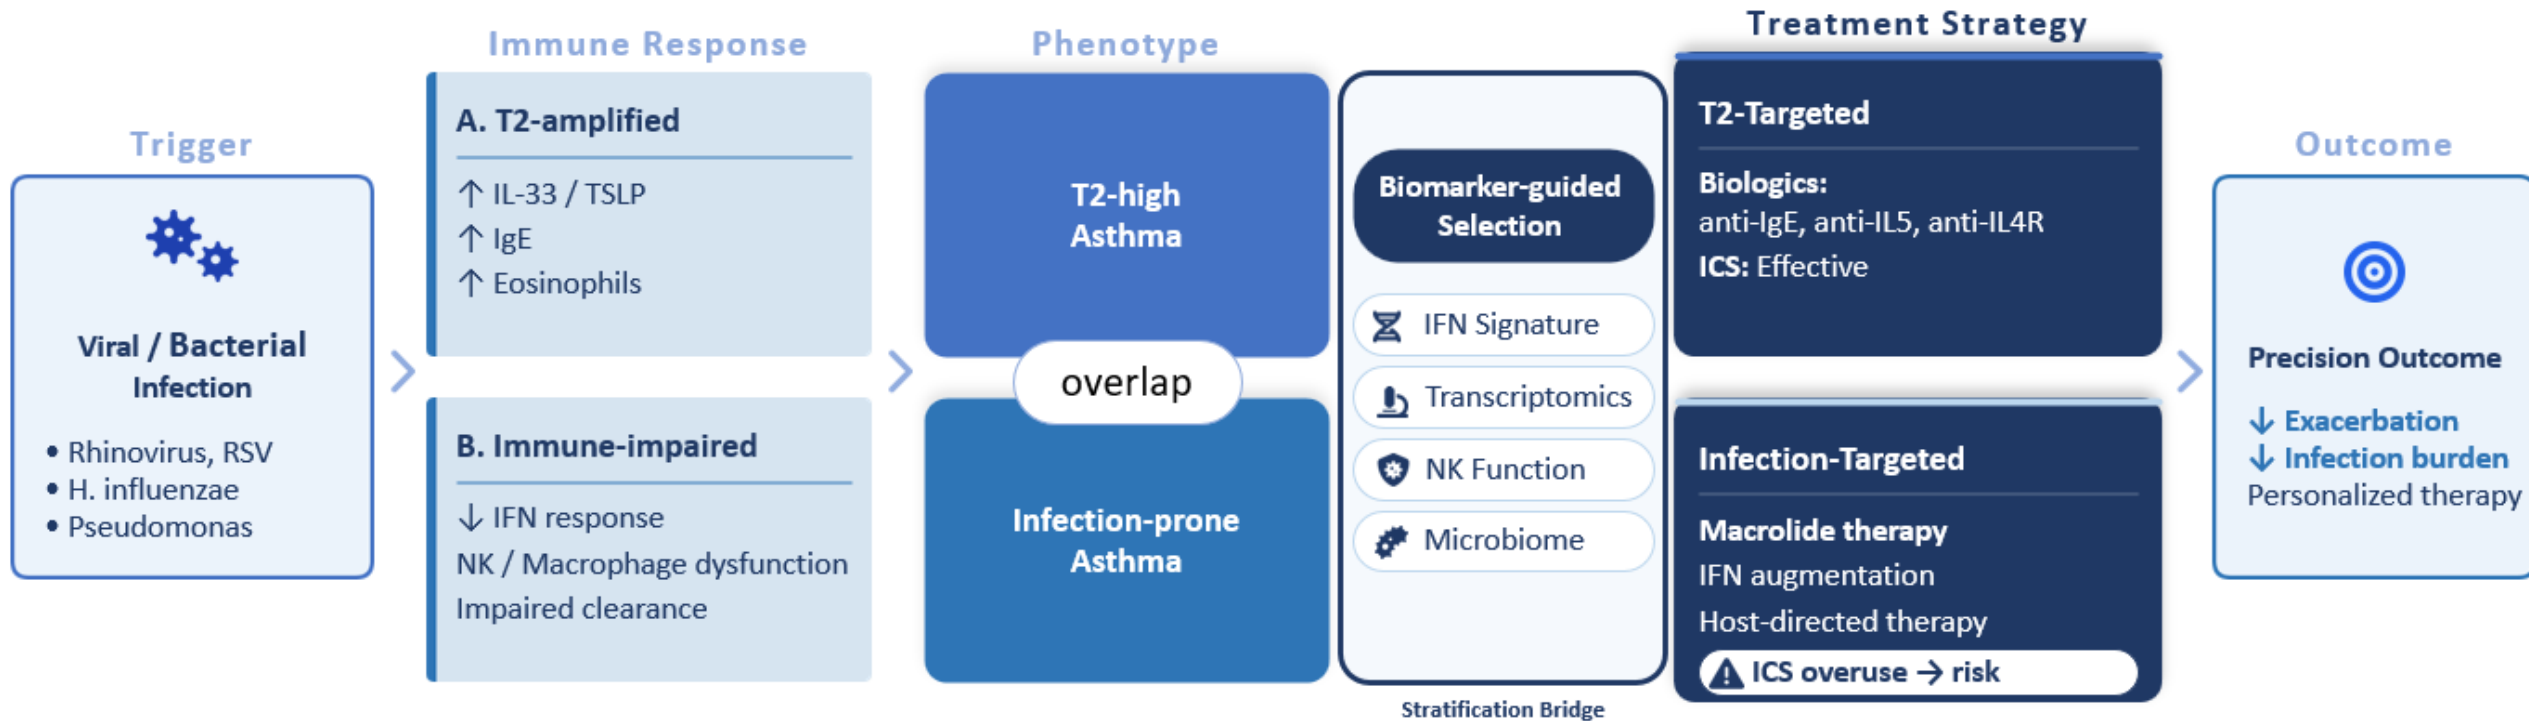 Trigger
Viral / Bacterial
Infection
• Rhinovirus, RSV
• H. influenzae
• Pseudomonas
Immune Response
A. T2-amplified
↑ IL-33 / TSLP
↑ IgE
↑ Eosinophils
B. Immune-impaired
↓ IFN response
NK / Macrophage dysfunction
Impaired clearance
Phenotype
T2-high
Asthma
overlap
Infection-prone
Asthma
Biomarker-guided
Selection
IFN Signature
Transcriptomics
NK Function
Microbiome
Stratification Bridge
Treatment Strategy
T2-Targeted
Biologics:
anti-IgE, anti-IL5, anti-IL4R
ICS: Effective
Infection-Targeted
Macrolide therapy
IFN augmentation
Host-directed therapy
ICS overuse → risk
Outcome
Precision Outcome
↓ Exacerbation
↓ Infection burden
Personalized therapy